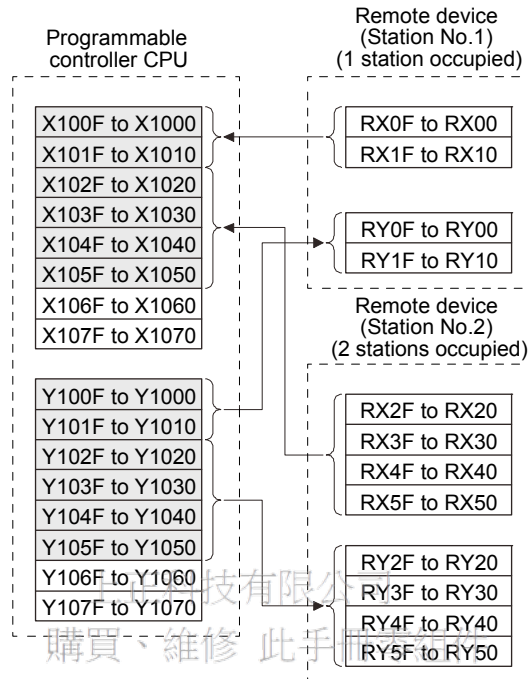 Programmable
controller CPU
X100F to X1000
X101F to X1010
X102F to X1020
X103F to X1030
X104F to X1040
X105F to X1050
X106F to X1060
X107F to X1070
Y100F to Y1000
Y101F to Y1010
Y102F to Y1020
Y103F to Y1030
Y104F to Y1040
Y105F to Y1050
Y106F to Y1060
Y107F to Y1070
Remote device
(Station No.1)
(1 station occupied)
RX0F to RX00
RX1F to RX10
RY0F to RY00
RY1F to RY10
Remote device
(Station No.2)
(2 stations occupied)
RX2F to RX20
RX3F to RX30
RX4F to RX40
RX5F to RX50
RY2F to RY20
RY3F to RY30
RY4F to RY40
RY5F to RY50
科技有限公司
購買、維修 此手冊零組件